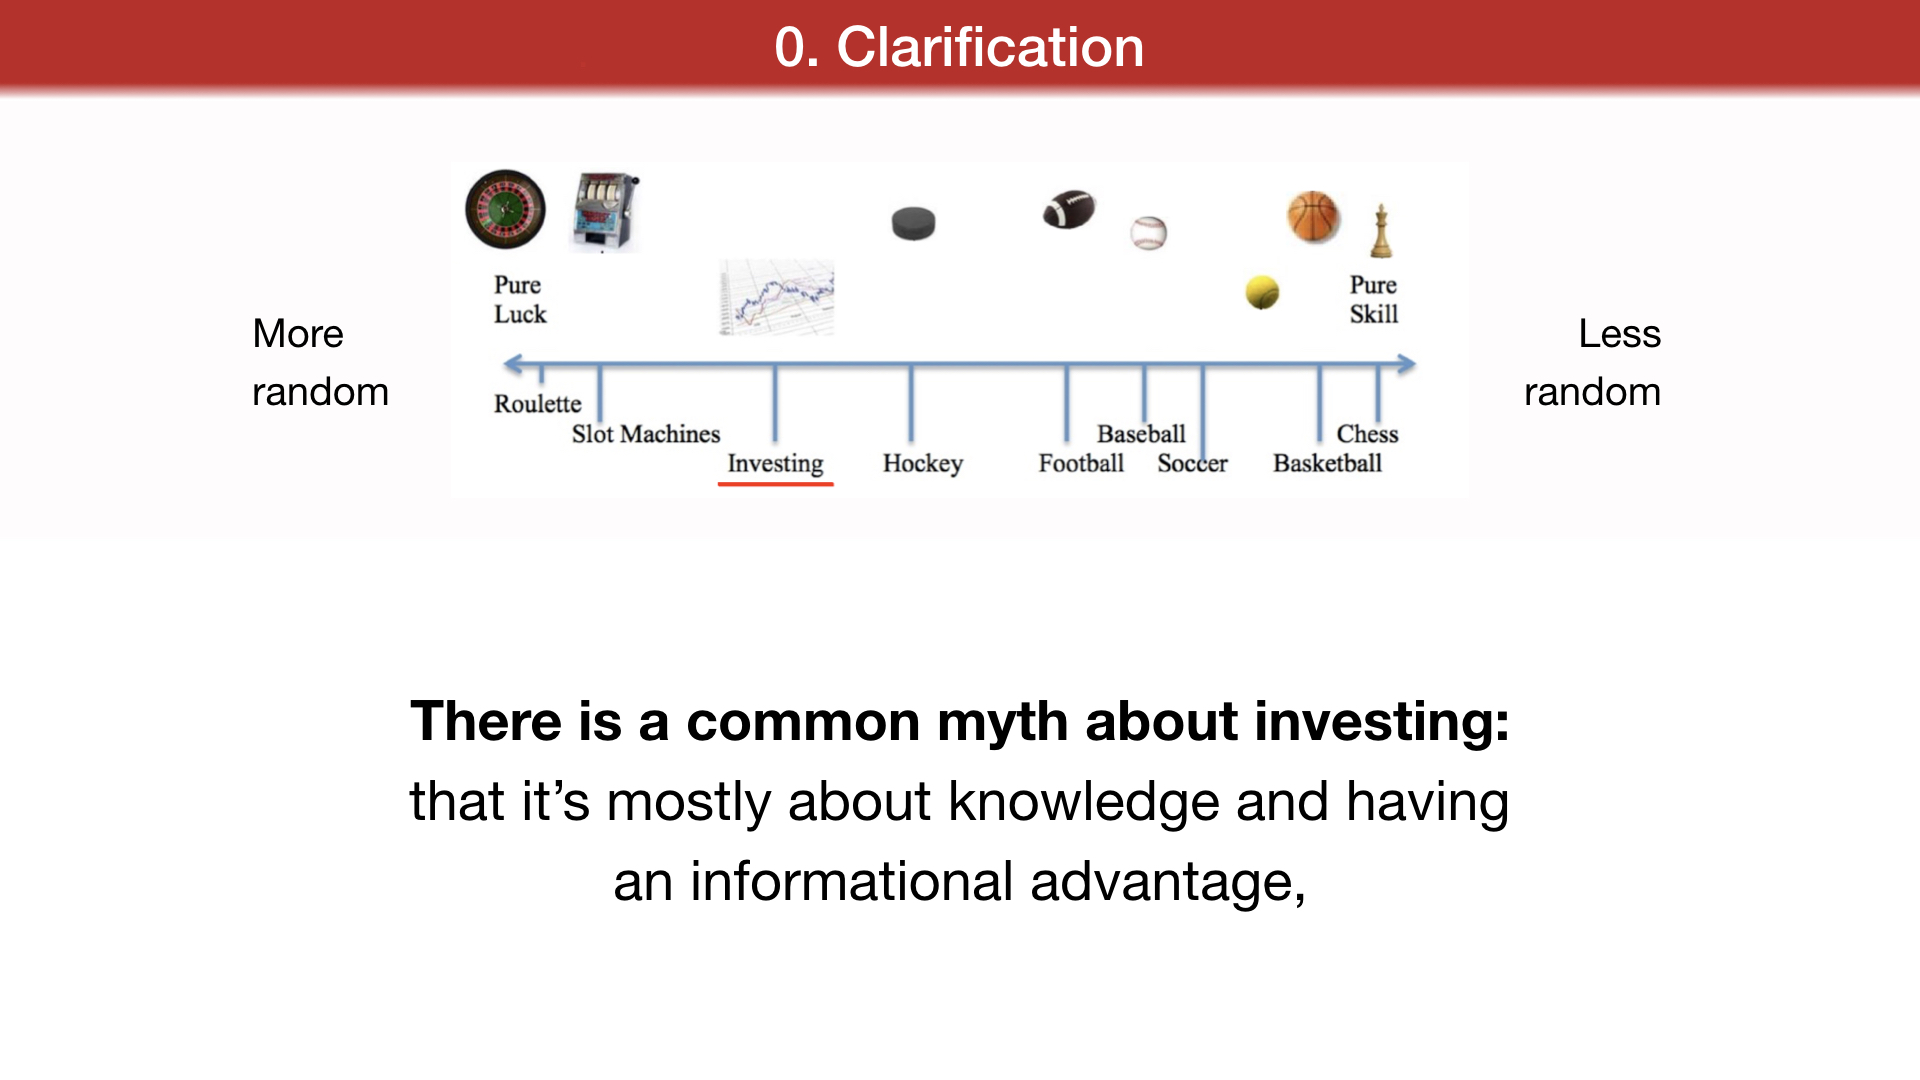 0. Clarification
Pure
Luck
Pure
Skill
More
random
Less
random
Roulette
Slot Machines
Investing
Hockey
Football
Baseball
Soccer
Basketball
Chess
There is a common myth about investing:
that it’s mostly about knowledge and having
an informational advantage,